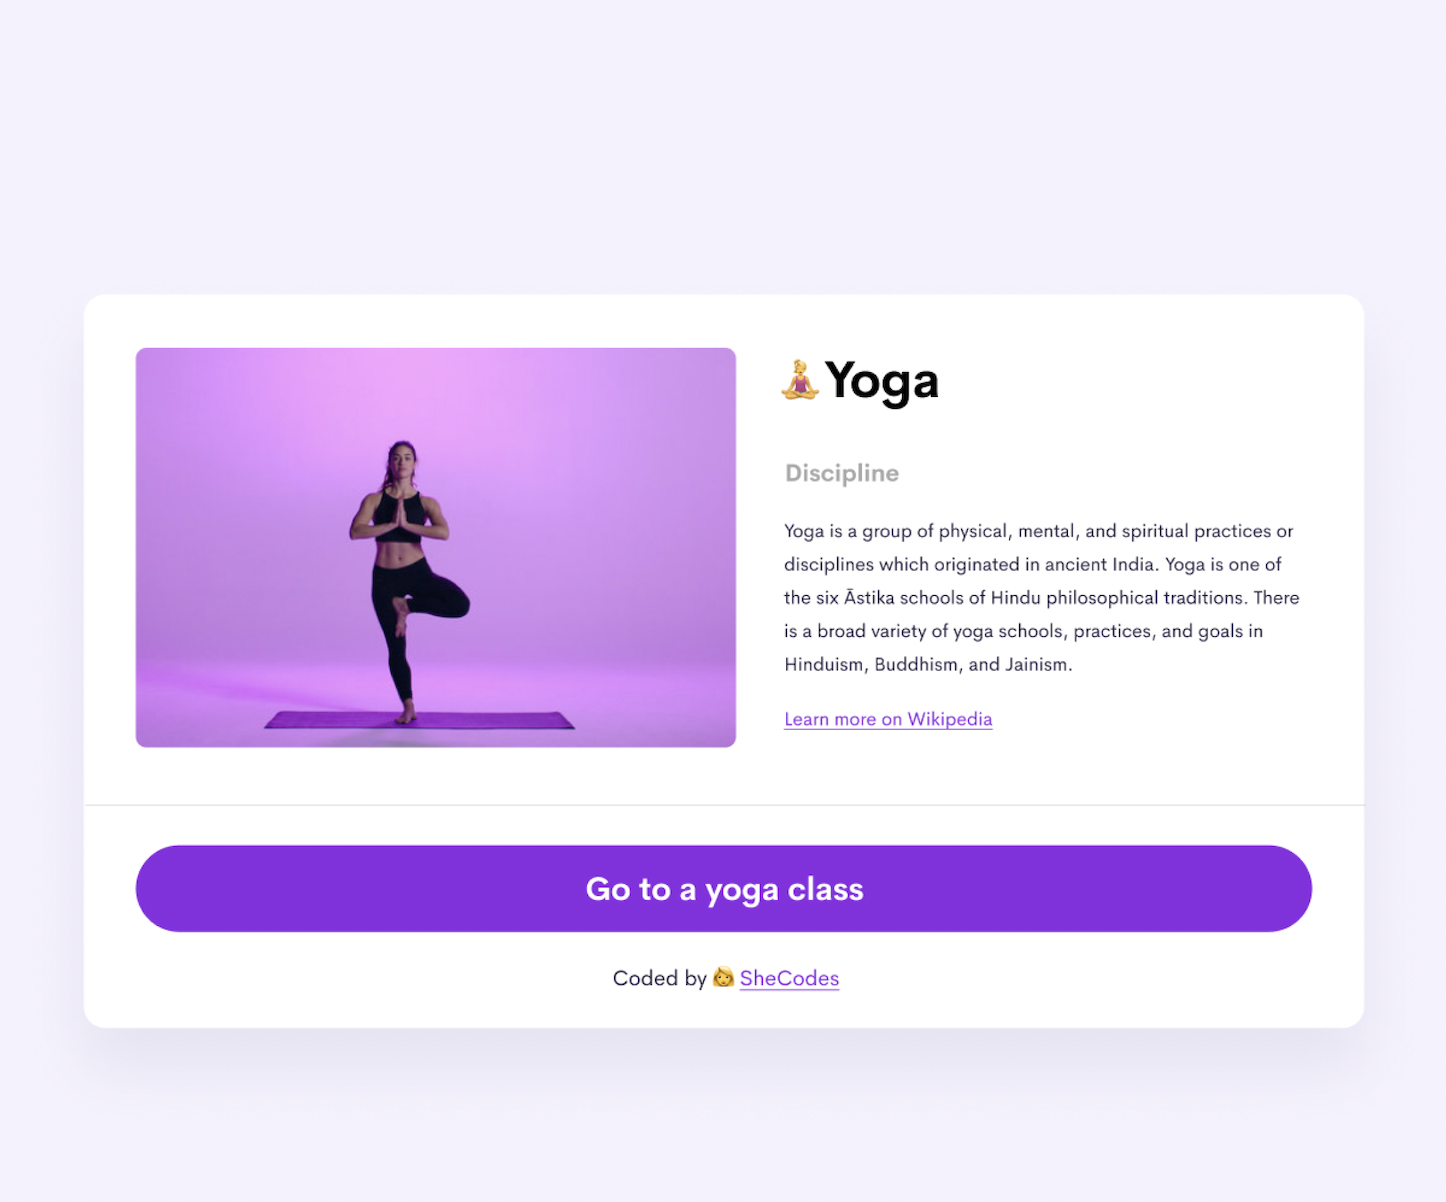 🧘‍♀️Yoga
Discipline
Yoga is a group of physical, mental, and spiritual practices or
disciplines which originated in ancient India. Yoga is one of
the six Āstika schools of Hindu philosophical traditions. There
is a broad variety of yoga schools, practices, and goals in
Hinduism, Buddhism, and Jainism.
Learn more on Wikipedia
Go to a yoga class
Coded by 👩 SheCodes